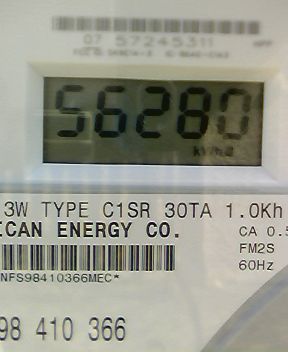 07 57245311
56280
kWh
3W TYPE C1SR 30TA 1.0Kh
ICAN ENERGY CO.
CA 0.5
FM2S
60Hz
NFS98410366MEC*
98 410 366